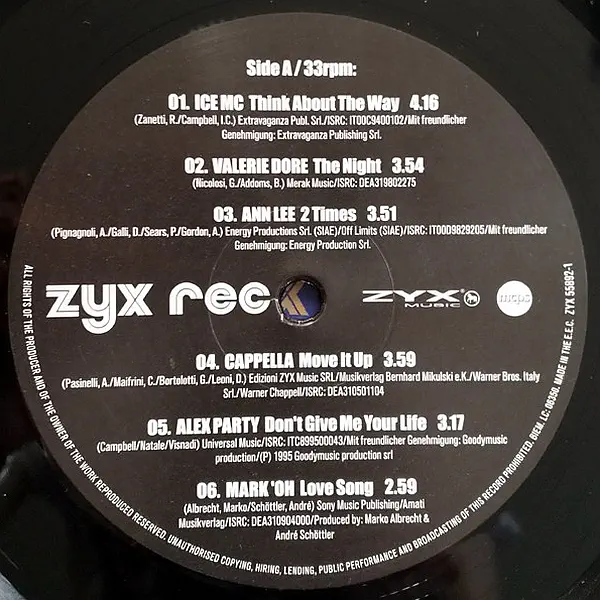 Side A / 33rpm:
01. ICE MC Think About The Way 4.16
(Zanetti, R./Campbell, I.C.) Extravaganza Publ. Srl./ISRC: IT00C9400102/Mit freundlicher
Genehmigung: Extravaganza Publishing Srl.
02. VALERIE DORE The Night 3.54
(Nicolosi, G./Addoms, B.) Merak Music/ISRC: DEA319802275
03. ANN LEE 2 Times 3.51
(Pignagnoli, A./Galli, D./Sears, P./Gordon, A.) Energy Productions Srl. (SIAE)/Off Limits (SIAE)/ISRC: IT00D9829205/Mit freundlicher
Genehmigung: Energy Production Srl.
zyx rec
ZYX MUSIC
mcps
04. CAPPELLA Move It Up 3.59
(Pasinelli, A./Maifrini, C./Bortolotti, G./Leoni, D.) Edizioni ZYX Music SRL/Musikverlag Bernhard Mikulski e.K./Warner Bros. Italy
Srl./Warner Chappell/ISRC: DEA310501104
05. ALEX PARTY Don't Give Me Your Life 3.17
(Campbell/Natale/Visnadi) Universal Music/ISRC: ITC899500043/Mit freundlicher Genehmigung: Goodymusic
production/(P) 1995 Goodymusic production srl
06. MARK 'OH Love Song 2.59
(Albrecht, Marko/Schöttler, André) Sony Music Publishing/Amati
Musikverlag/ISRC: DEA310904000/Produced by: Marko Albrecht &
André Schöttler
ALL RIGHTS OF THE PRODUCER AND OF THE OWNER OF THE WORK REPRODUCED RESERVED. UNAUTHORISED COPYING, HIRING, LENDING, PUBLIC PERFORMANCE AND BROADCASTING OF THIS RECORD PROHIBITED. BIEM. LC: 06350. MADE IN THE E.E.C. ZYX 55892-1